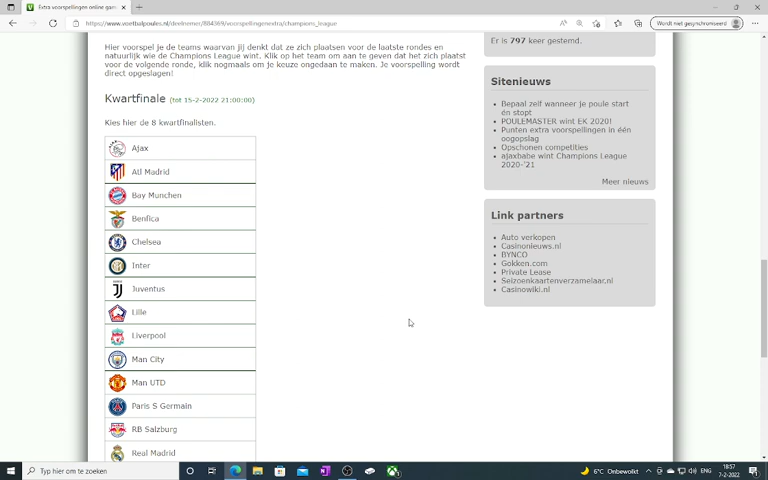 Extra voorspellingen online gam
https://www.voetbalpoules.nl/deelnemer/884369/voorspellingenextra/champions_league
Wordt niet gesynchroniseerd
Hier voorspel je de teams waarvan jij denkt dat ze zich plaatsen voor de laatste rondes en
natuurlijk wie de Champions League wint. Klik op het team om aan te geven dat het zich plaatst
voor de volgende ronde, klik nogmaals om je keuze ongedaan te maken. Je voorspelling wordt
direct opgeslagen!
Kwartfinale (tot 15-2-2022 21:00:00)
Kies hier de 8 kwartfinalisten.
Ajax
Atl Madrid
Bay Munchen
Benfica
Chelsea
Inter
Juventus
Lille
Liverpool
Man City
Man UTD
Paris S Germain
RB Salzburg
Real Madrid
Er is 797 keer gestemd.
Sitenieuws
Bepaal zelf wanneer je poule start
én stopt
POULEMASTER wint EK 2020!
Punten extra voorspellingen in één
oogopslag
Opschonen competities
ajaxbabe wint Champions League
2020-'21
Meer nieuws
Link partners
Auto verkopen
Casinonieuws.nl
BYNCO
Gokken.com
Private Lease
Seizoenkaartenverzamelaar.nl
Casinowiki.nl
Typ hier om te zoeken
6°C Onbewolkt
ENG
18:57
7-2-2022